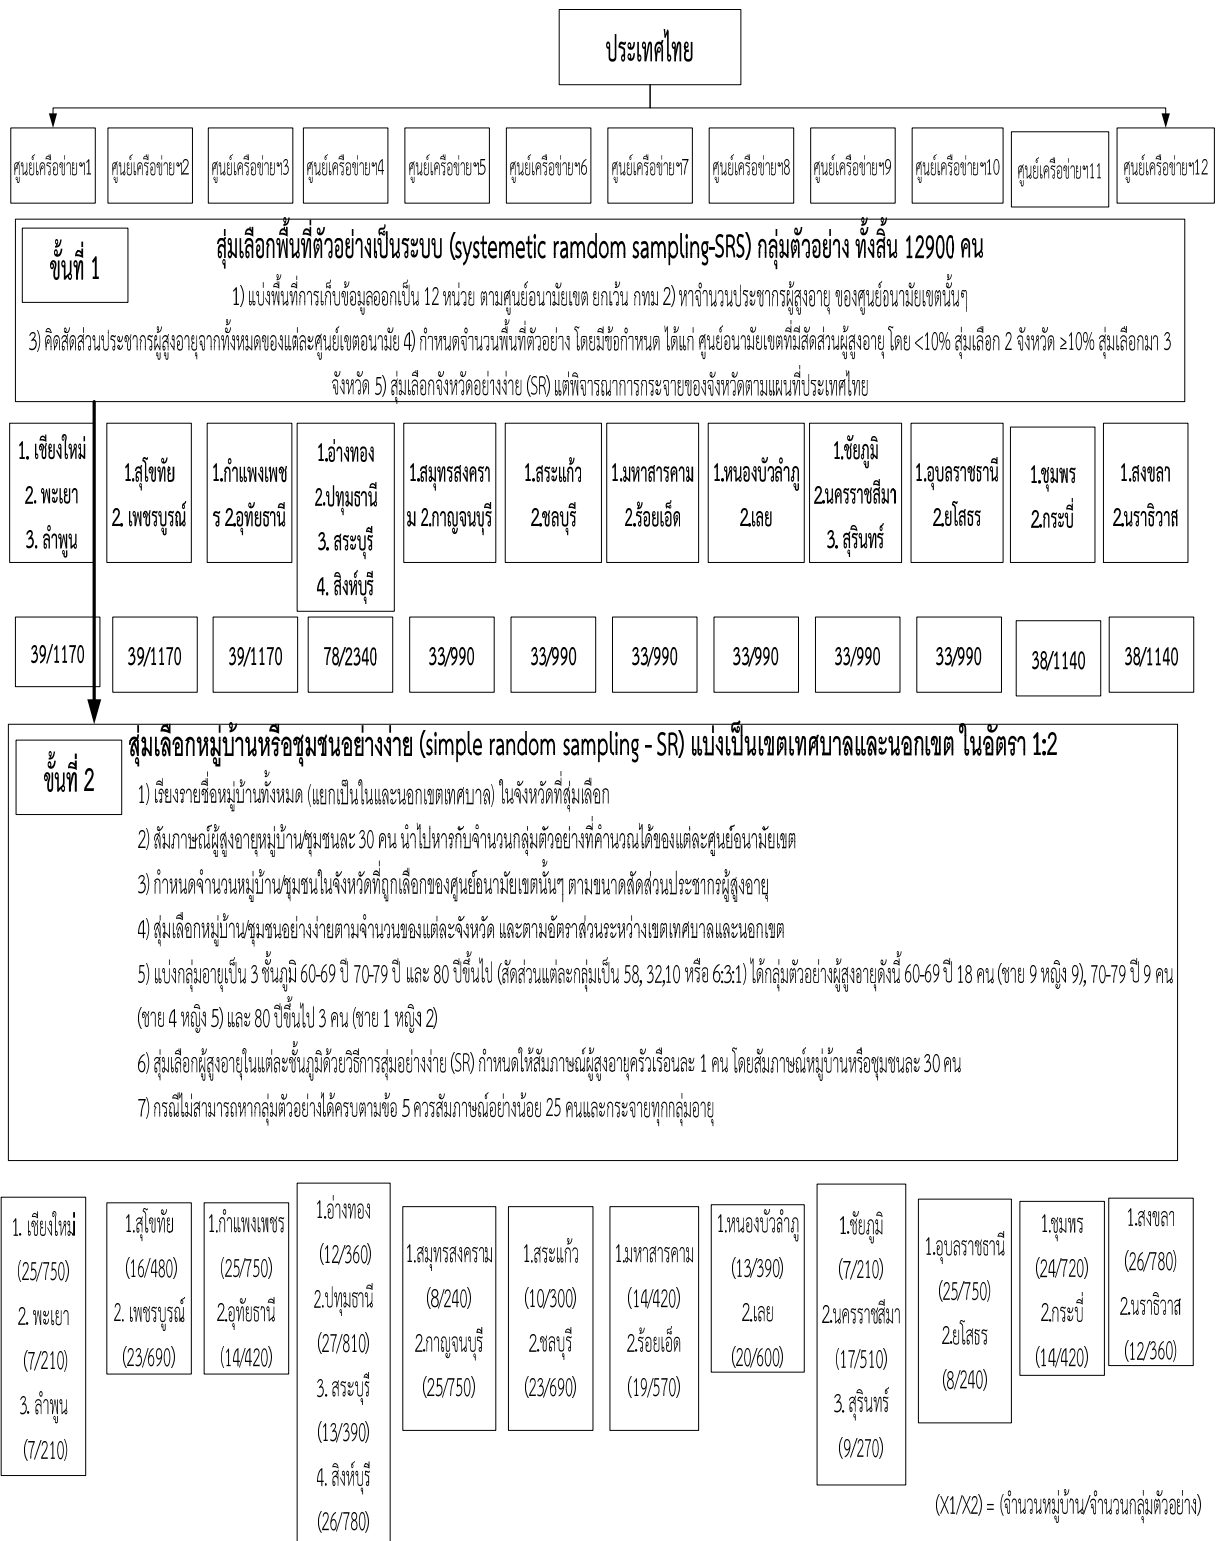 ประเทศไทย
ศูนย์เครือข่ายฯ1
ศูนย์เครือข่ายฯ2
ศูนย์เครือข่ายฯ3
ศูนย์เครือข่ายฯ4
ศูนย์เครือข่ายฯ5
ศูนย์เครือข่ายฯ6
ศูนย์เครือข่ายฯ7
ศูนย์เครือข่ายฯ8
ศูนย์เครือข่ายฯ9
ศูนย์เครือข่ายฯ10
ศูนย์เครือข่ายฯ11
ศูนย์เครือข่ายฯ12
ขั้นที่ 1
สุ่มเลือกพื้นที่ตัวอย่างเป็นระบบ (systemetic ramdom sampling-SRS) กลุ่มตัวอย่าง ทั้งสิ้น 12900 คน
1) แบ่งพื้นที่การเก็บข้อมูลออกเป็น 12 หน่วย ตามศูนย์อนามัยเขต ยกเว้น กทม 2) หาจำนวนประชากรผู้สูงอายุ ของศูนย์อนามัยเขตนั้นๆ
3) คิดสัดส่วนประชากรผู้สูงอายุจากทั้งหมดของแต่ละศูนย์เขตอนามัย 4) กำหนดจำนวนพื้นที่ตัวอย่าง โดยมีข้อกำหนด ได้แก่ ศูนย์อนามัยเขตที่มีสัดส่วนผู้สูงอายุ โดย <10% สุ่มเลือก 2 จังหวัด ≥10% สุ่มเลือกมา 3
จังหวัด 5) สุ่มเลือกจังหวัดอย่างง่าย (SR) แต่พิจารณาการกระจายของจังหวัดตามแผนที่ประเทศไทย
1. เชียงใหม่
2. พะเยา
3. ลำพูน
1.สุโขทัย
2. เพชรบูรณ์
1.กำแพงเพช
ร 2.อุทัยธานี
1.อ่างทอง
2.ปทุมธานี
3. สระบุรี
4. สิงห์บุรี
1.สมุทรสงครา
ม 2.กาญจนบุรี
1.สระแก้ว
2.ชลบุรี
1.มหาสารคาม
2.ร้อยเอ็ด
1.หนองบัวลำภู
2.เลย
1.ชัยภูมิ
2.นครราชสีมา
3. สุรินทร์
1.อุบลราชธานี
2.ยโสธร
1.ชุมพร
2.กระบี่
1.สงขลา
2.นราธิวาส
39/1170
39/1170
39/1170
78/2340
33/990
33/990
33/990
33/990
33/990
33/990
38/1140
38/1140
ขั้นที่ 2
สุ่มเลือกหมู่บ้านหรือชุมชนอย่างง่าย (simple random sampling - SR) แบ่งเป็นเขตเทศบาลและนอกเขต ในอัตรา 1:2
1) เรียงรายชื่อหมู่บ้านทั้งหมด (แยกเป็นในและนอกเขตเทศบาล) ในจังหวัดที่สุ่มเลือก
2) สัมภาษณ์ผู้สูงอายุหมู่บ้าน/ชุมชนละ 30 คน นำไปหารกับจำนวนกลุ่มตัวอย่างที่คำนวณได้ของแต่ละศูนย์อนามัยเขต
3) กำหนดจำนวนหมู่บ้าน/ชุมชนในจังหวัดที่ถูกเลือกของศูนย์อนามัยเขตนั้นๆ ตามขนาดสัดส่วนประชากรผู้สูงอายุ
4) สุ่มเลือกหมู่บ้าน/ชุมชนอย่างง่ายตามจำนวนของแต่ละจังหวัด และตามอัตราส่วนระหว่างเขตเทศบาลและนอกเขต
5) แบ่งกลุ่มอายุเป็น 3 ชั้นภูมิ 60-69 ปี 70-79 ปี และ 80 ปีขึ้นไป (สัดส่วนแต่ละกลุ่มเป็น 58, 32,10 หรือ 6:3:1) ได้กลุ่มตัวอย่างผู้สูงอายุดังนี้ 60-69 ปี 18 คน (ชาย 9 หญิง 9), 70-79 ปี 9 คน
(ชาย 4 หญิง 5) และ 80 ปีขึ้นไป 3 คน (ชาย 1 หญิง 2)
6) สุ่มเลือกผู้สูงอายุในแต่ละชั้นภูมิด้วยวิธีการสุ่มอย่างง่าย (SR) กำหนดให้สัมภาษณ์ผู้สูงอายุครัวเรือนละ 1 คน โดยสัมภาษณ์หมู่บ้านหรือชุมชนละ 30 คน
7) กรณีไม่สามารถหากลุ่มตัวอย่างได้ครบตามข้อ 5 ควรสัมภาษณ์อย่างน้อย 25 คนและกระจายทุกกลุ่มอายุ
1. เชียงใหม่
(25/750)
2. พะเยา
(7/210)
3. ลำพูน
(7/210)
1.สุโขทัย
(16/480)
2. เพชรบูรณ์
(23/690)
1.กำแพงเพชร
(25/750)
2.อุทัยธานี
(14/420)
1.อ่างทอง
(12/360)
2.ปทุมธานี
(27/810)
3. สระบุรี
(13/390)
4. สิงห์บุรี
(26/780)
1.สมุทรสงคราม
(8/240)
2.กาญจนบุรี
(25/750)
1.สระแก้ว
(10/300)
2.ชลบุรี
(23/690)
1.มหาสารคาม
(14/420)
2.ร้อยเอ็ด
(19/570)
1.หนองบัวลำภู
(13/390)
2.เลย
(20/600)
1.ชัยภูมิ
(7/210)
2.นครราชสีมา
(17/510)
3. สุรินทร์
(9/270)
1.อุบลราชธานี
(25/750)
2.ยโสธร
(8/240)
1.ชุมพร
(24/720)
2.กระบี่
(14/420)
1.สงขลา
(26/780)
2.นราธิวาส
(12/360)
(X1/X2) = (จำนวนหมู่บ้าน/จำนวนกลุ่มตัวอย่าง)